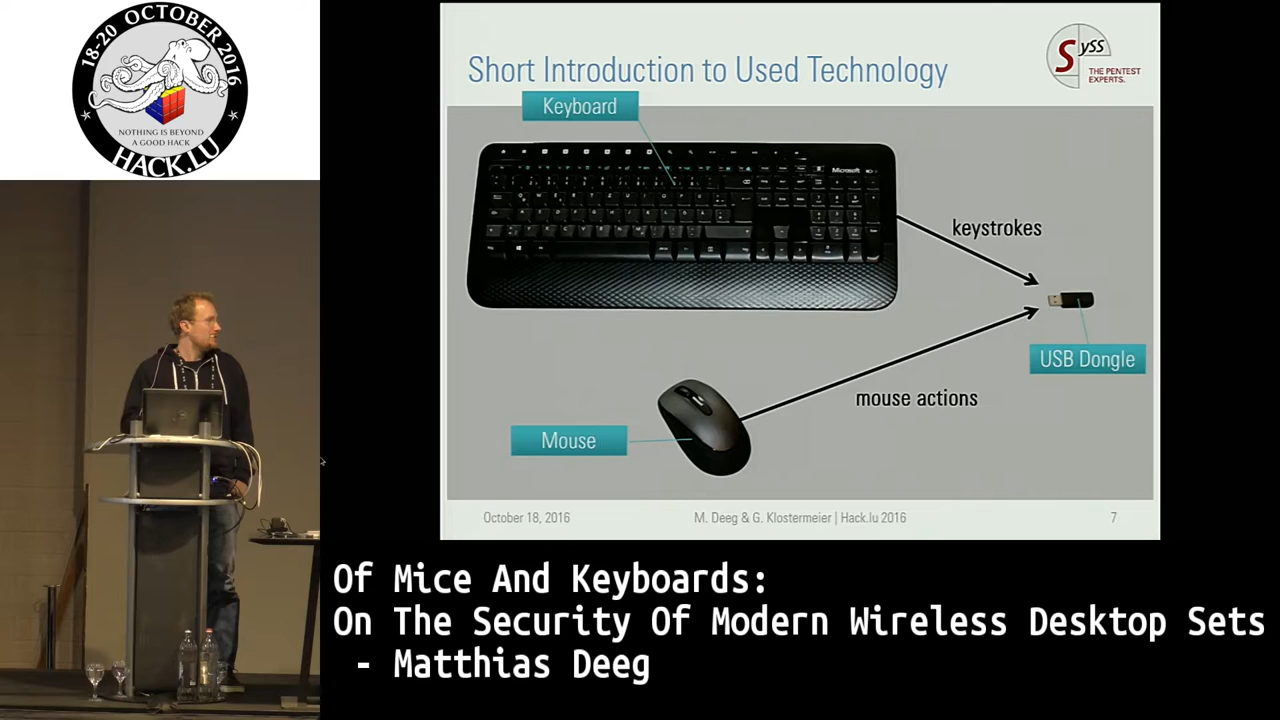 18-20 OCTOBER 2016
NOTHING IS BEYOND
A GOOD HACK
HACK.LU
Short Introduction to Used Technology
SySS
THE PENTEST
EXPERTS.
Keyboard
Microsoft
keystrokes
USB Dongle
mouse actions
Mouse
October 18, 2016
M. Deeg & G. Klostermeier | Hack.lu 2016
7
Of Mice And Keyboards:
On The Security Of Modern Wireless Desktop Sets
- Matthias Deeg